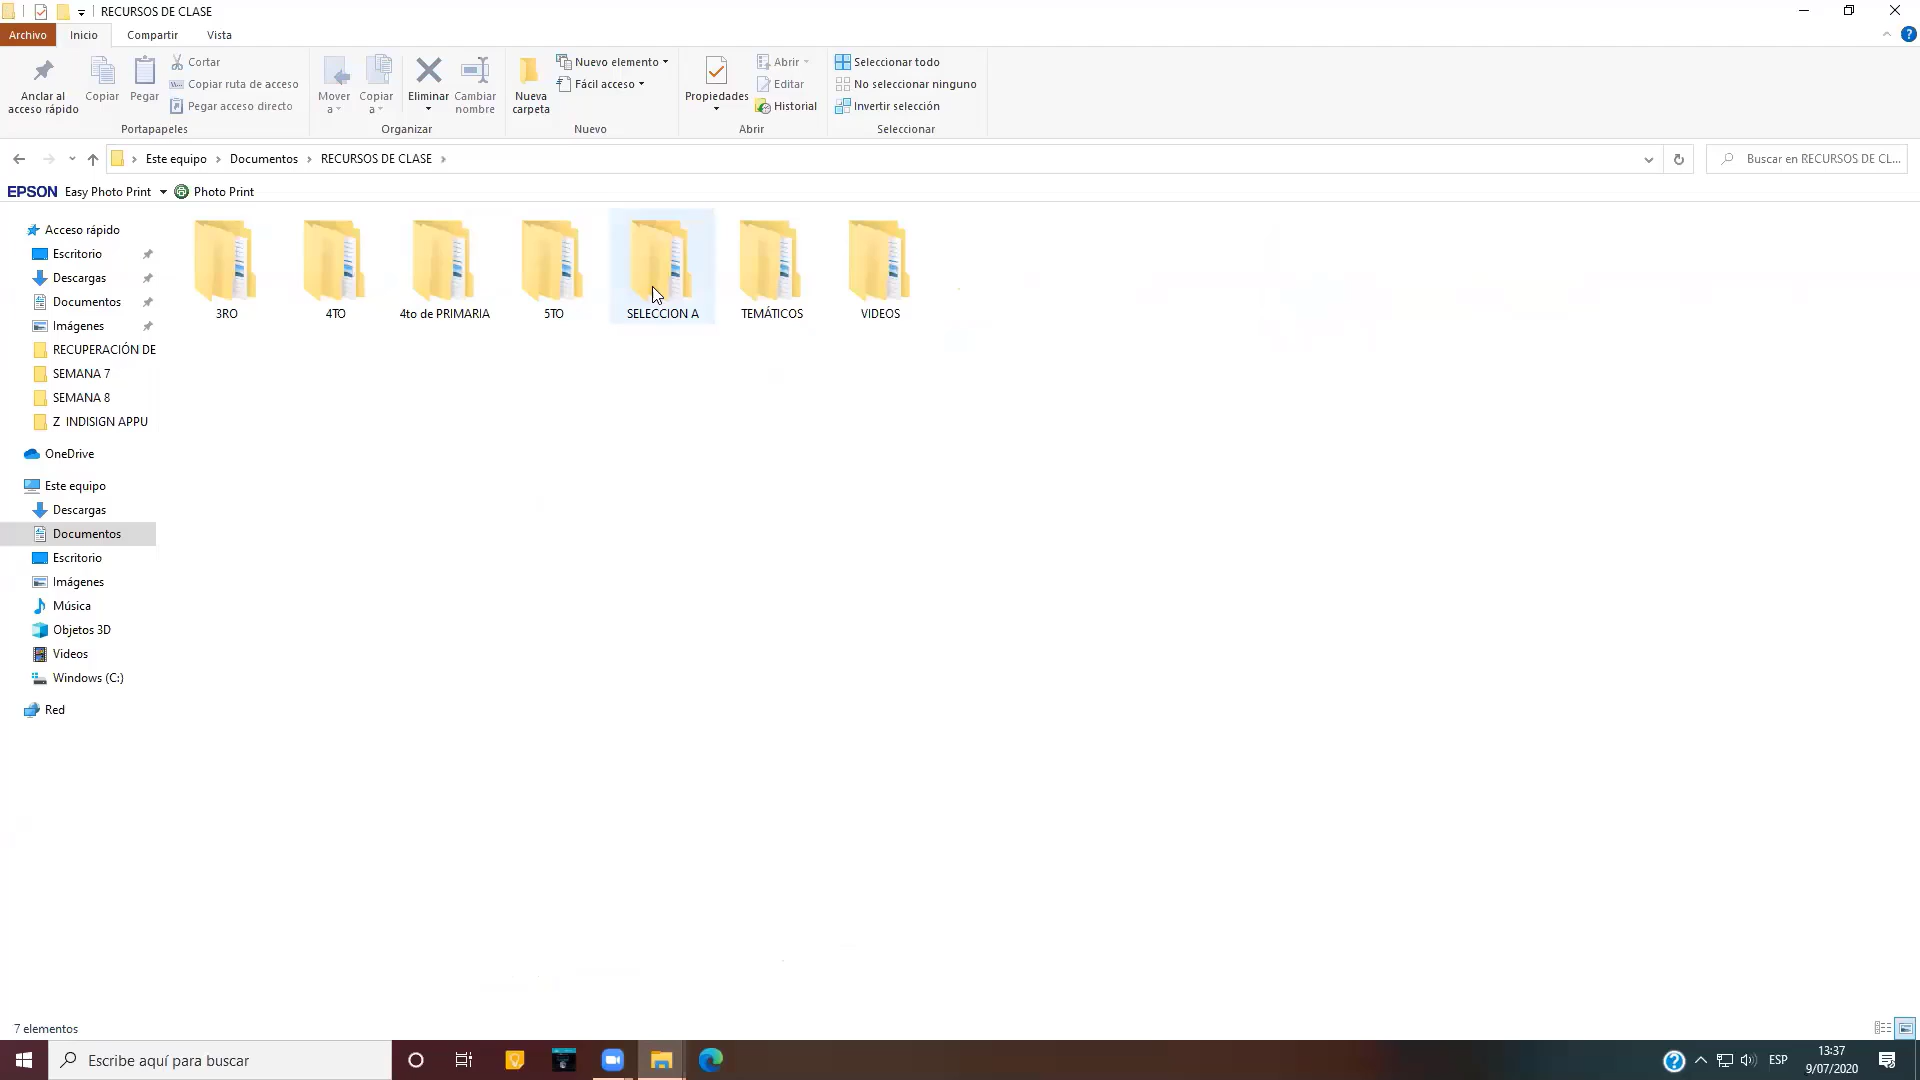 RECURSOS DE CLASE
Archivo Inicio Compartir Vista
Anclar al acceso rápido
Copiar
Pegar
Cortar
Copiar ruta de acceso
Pegar acceso directo
Portapapeles
Mover a
Copiar a
Eliminar
Cambiar nombre
Organizar
Nueva carpeta
Nuevo elemento
Fácil acceso
Nuevo
Propiedades
Abrir
Editar
Historial
Abrir
Seleccionar todo
No seleccionar ninguno
Invertir selección
Seleccionar
Este equipo > Documentos > RECURSOS DE CLASE >
Buscar en RECURSOS DE CL...
EPSON Easy Photo Print Photo Print
Acceso rápido
Escritorio
Descargas
Documentos
Imágenes
RECUPERACIÓN DE
SEMANA 7
SEMANA 8
Z INDISIGN APPU
OneDrive
Este equipo
Descargas
Documentos
Escritorio
Imágenes
Música
Objetos 3D
Videos
Windows (C:)
Red
3RO
4TO
4to de PRIMARIA
5TO
SELECCION A
TEMÁTICOS
VIDEOS
7 elementos
Escribe aquí para buscar
ESP
13:37
9/07/2020